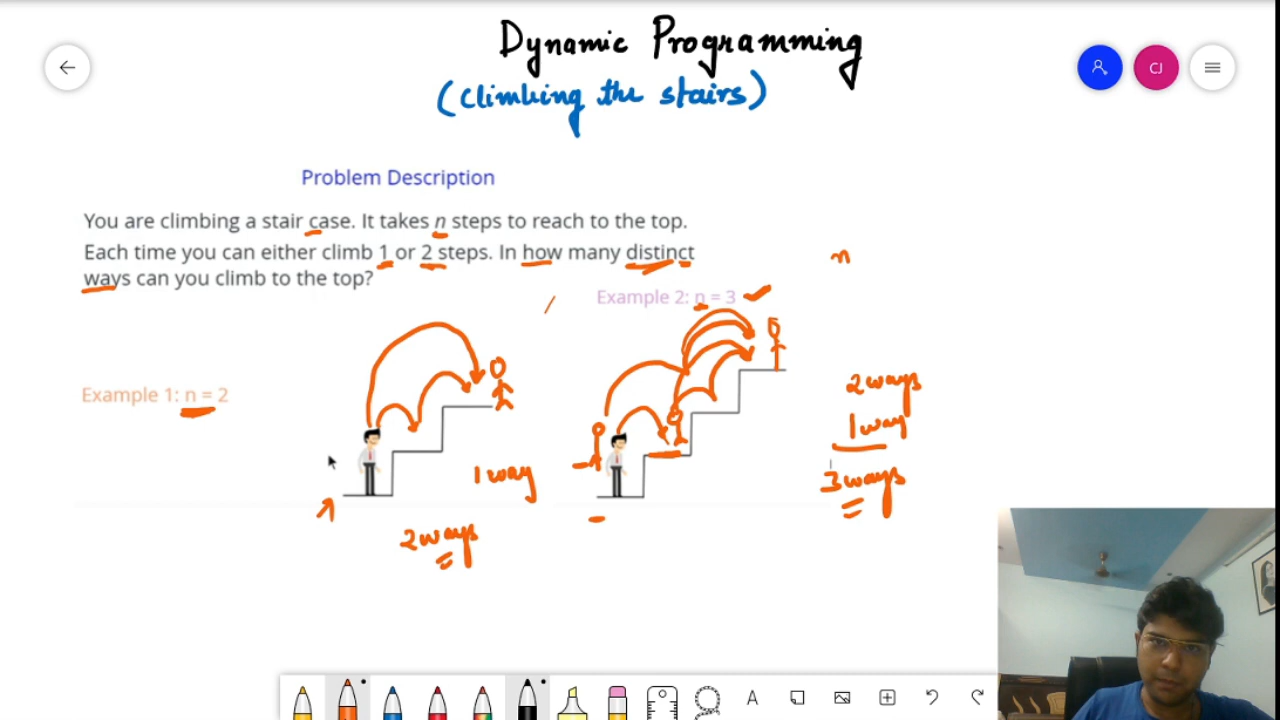 Dynamic Programming
(Climbing the stairs)
CJ
Problem Description
You are climbing a stair case. It takes n steps to reach to the top.
Each time you can either climb 1 or 2 steps. In how many distinct
ways can you climb to the top?
n
Example 2: n = 3
Example 1: n = 2
2 ways
1 way
3 ways
1 way
2 ways
A